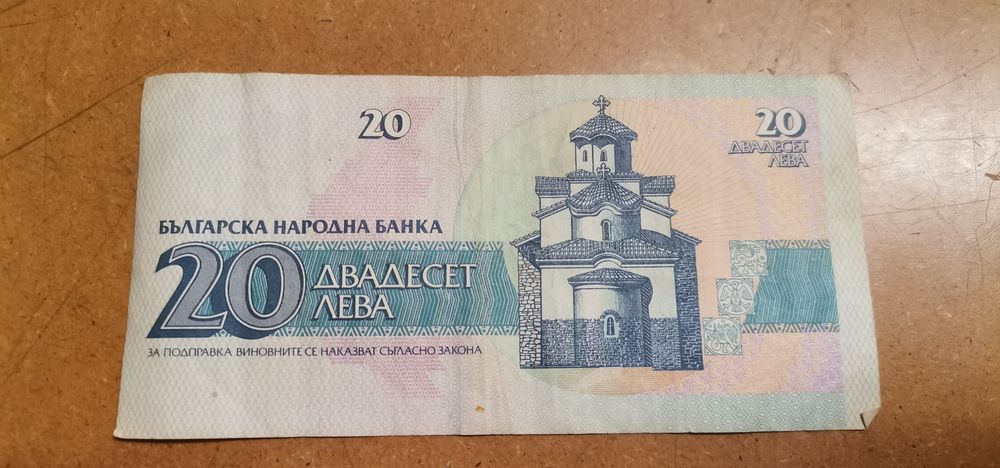 20
20
ДВАДЕСЕТ
ЛЕВА
БЪЛГАРСКА НАРОДНА БАНКА
20 ДВАДЕСЕТ
ЛЕВА
ЗА ПОДПРАВКА ВИНОВНИТЕ СЕ НАКАЗВАТ СЪГЛАСНО ЗАКОНА